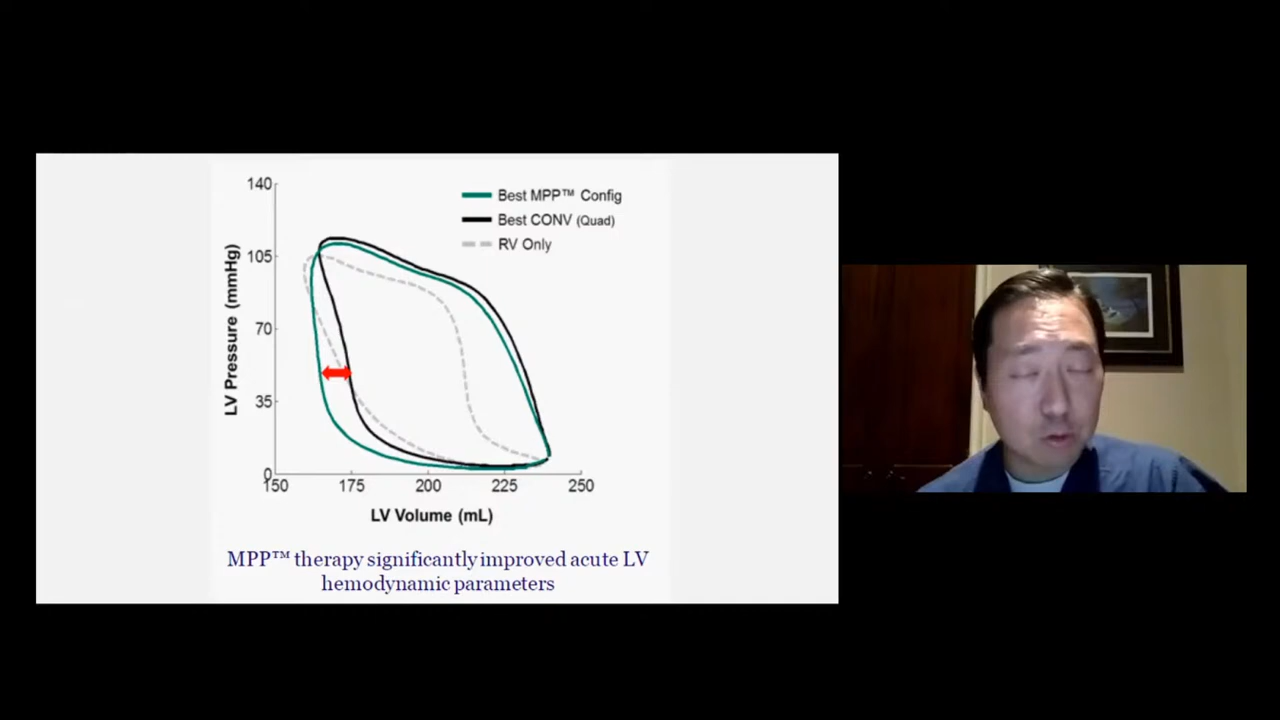 140
105
70
35
0
150 175 200 225 250
LV Pressure (mmHg)
LV Volume (mL)
Best MPP™ Config
Best CONV (Quad)
RV Only
MPP™ therapy significantly improved acute LV
hemodynamic parameters